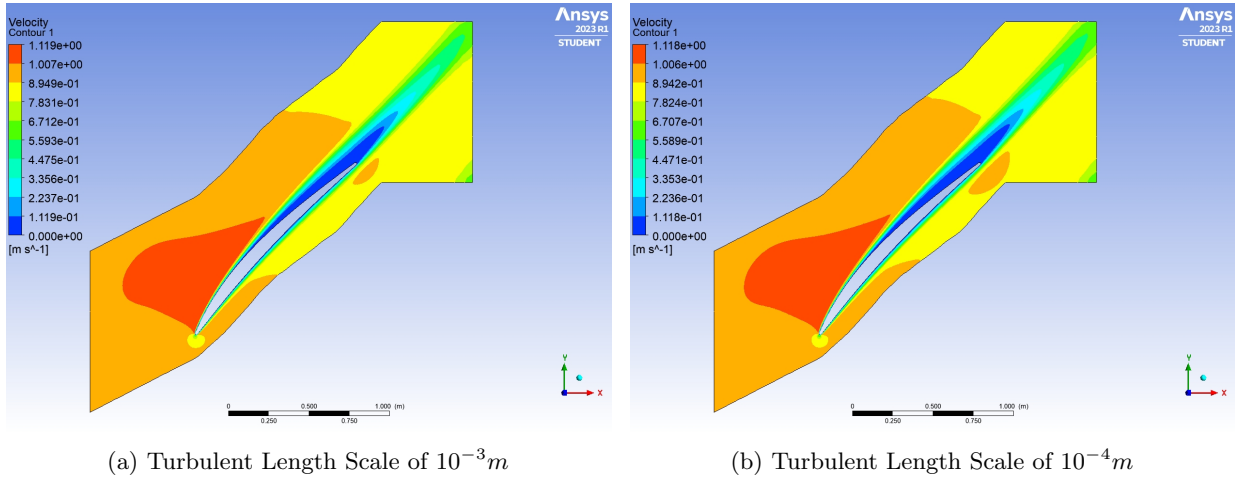 Velocity
Contour 1
1.119e+00
1.007e+00
8.949e-01
7.831e-01
6.712e-01
5.593e-01
4.475e-01
3.356e-01
2.237e-01
1.119e-01
0.000e+00
[m s^-1]
Ansys
2023 R1
STUDENT
Y
X
0
0.500
1.000 (m)
0.250
0.750
(a) Turbulent Length Scale of 10⁻³m
Velocity
Contour 1
1.118e+00
1.006e+00
8.942e-01
7.824e-01
6.707e-01
5.589e-01
4.471e-01
3.353e-01
2.236e-01
1.118e-01
0.000e+00
[m s^-1]
Ansys
2023 R1
STUDENT
Y
X
0
0.500
1.000 (m)
0.250
0.750
(b) Turbulent Length Scale of 10⁻⁴m